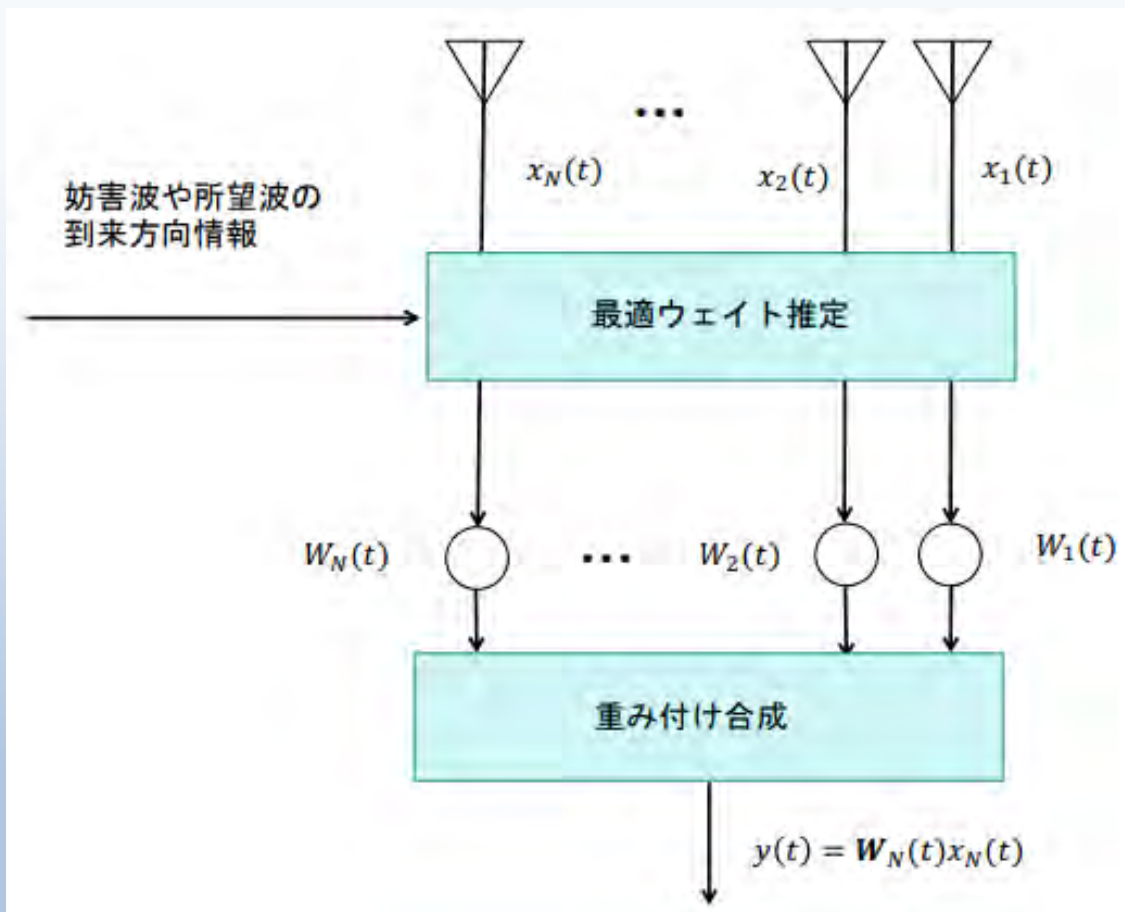 ...
x_N(t)
x_2(t)
x_1(t)
妨害波や所望波の
到来方向情報
最適ウェイト推定
W_N(t)
...
W_2(t)
W_1(t)
重み付け合成
y(t) = W_N(t)x_N(t)